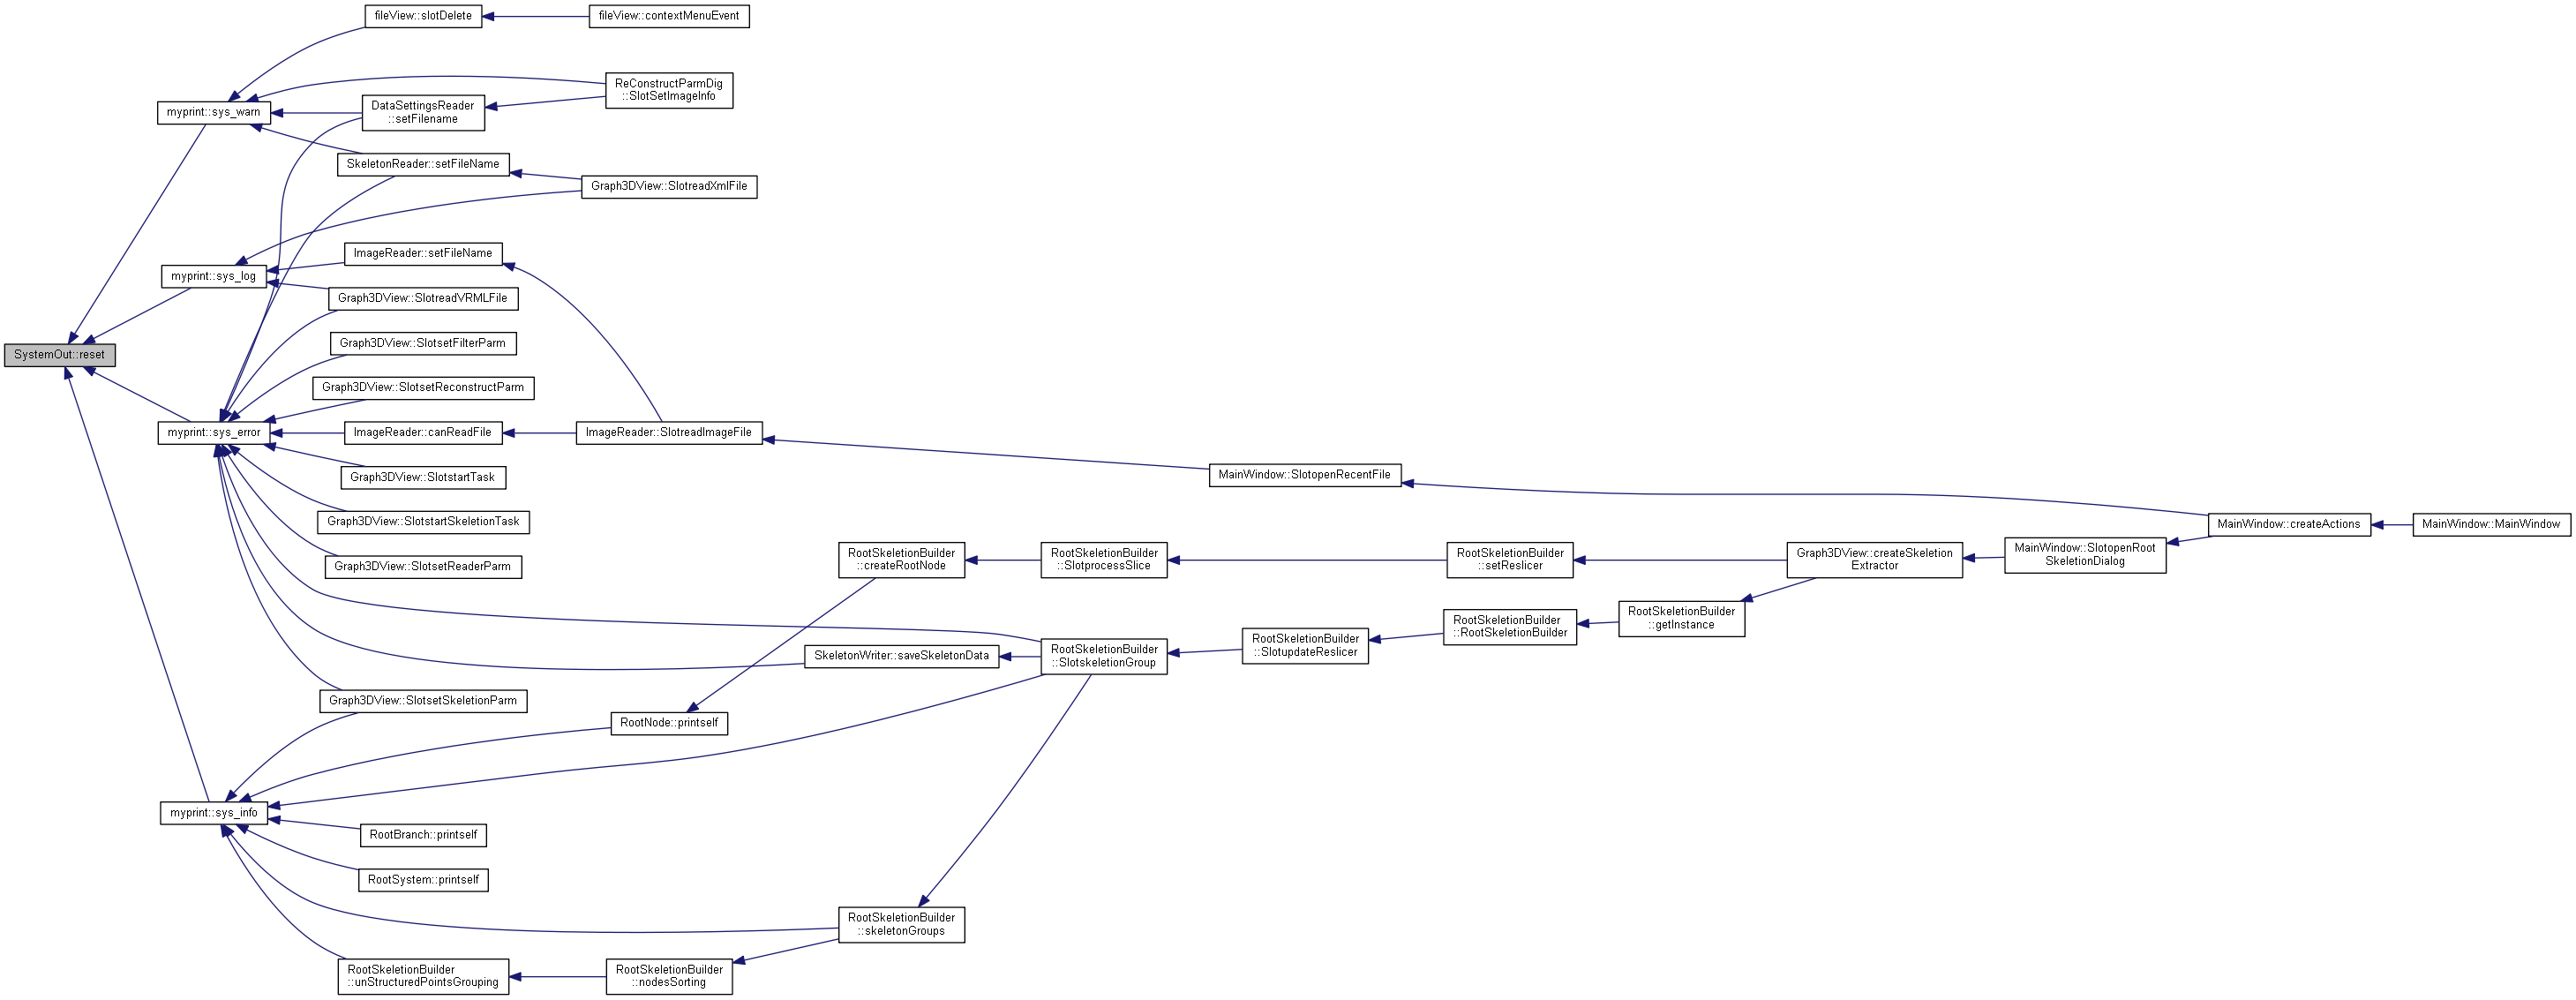 fileView::slotDelete
fileView::contextMenuEvent
ReConstructParmDig
::SlotSetImageInfo
myprint::sys_warn
DataSettingsReader
::setFilename
SkeletonReader::setFileName
Graph3DView::SlotreadXmlFile
ImageReader::setFileName
myprint::sys_log
Graph3DView::SlotreadVRMLFile
Graph3DView::SlotsetFilterParm
SystemOut::reset
Graph3DView::SlotsetReconstructParm
myprint::sys_error
ImageReader::canReadFile
ImageReader::SlotreadImageFile
Graph3DView::SlotstartTask
MainWindow::SlotopenRecentFile
Graph3DView::SlotstartSkeletionTask
MainWindow::createActions
MainWindow::MainWindow
Graph3DView::SlotsetReaderParm
RootSkeletionBuilder
::createRootNode
RootSkeletionBuilder
::SlotprocessSlice
RootSkeletionBuilder
::setReslicer
Graph3DView::createSkeletion
Extractor
MainWindow::SlotopenRoot
SkeletionDialog
RootSkeletionBuilder
::getInstance
RootSkeletionBuilder
::RootSkeletionBuilder
RootSkeletionBuilder
::SlotupdateReslicer
SkeletonWriter::saveSkeletonData
RootSkeletionBuilder
::SlotskeletionGroup
Graph3DView::SlotsetSkeletionParm
RootNode::printself
myprint::sys_info
RootBranch::printself
RootSystem::printself
RootSkeletionBuilder
::skeletonGroups
RootSkeletionBuilder
::unStructuredPointsGrouping
RootSkeletionBuilder
::nodesSorting